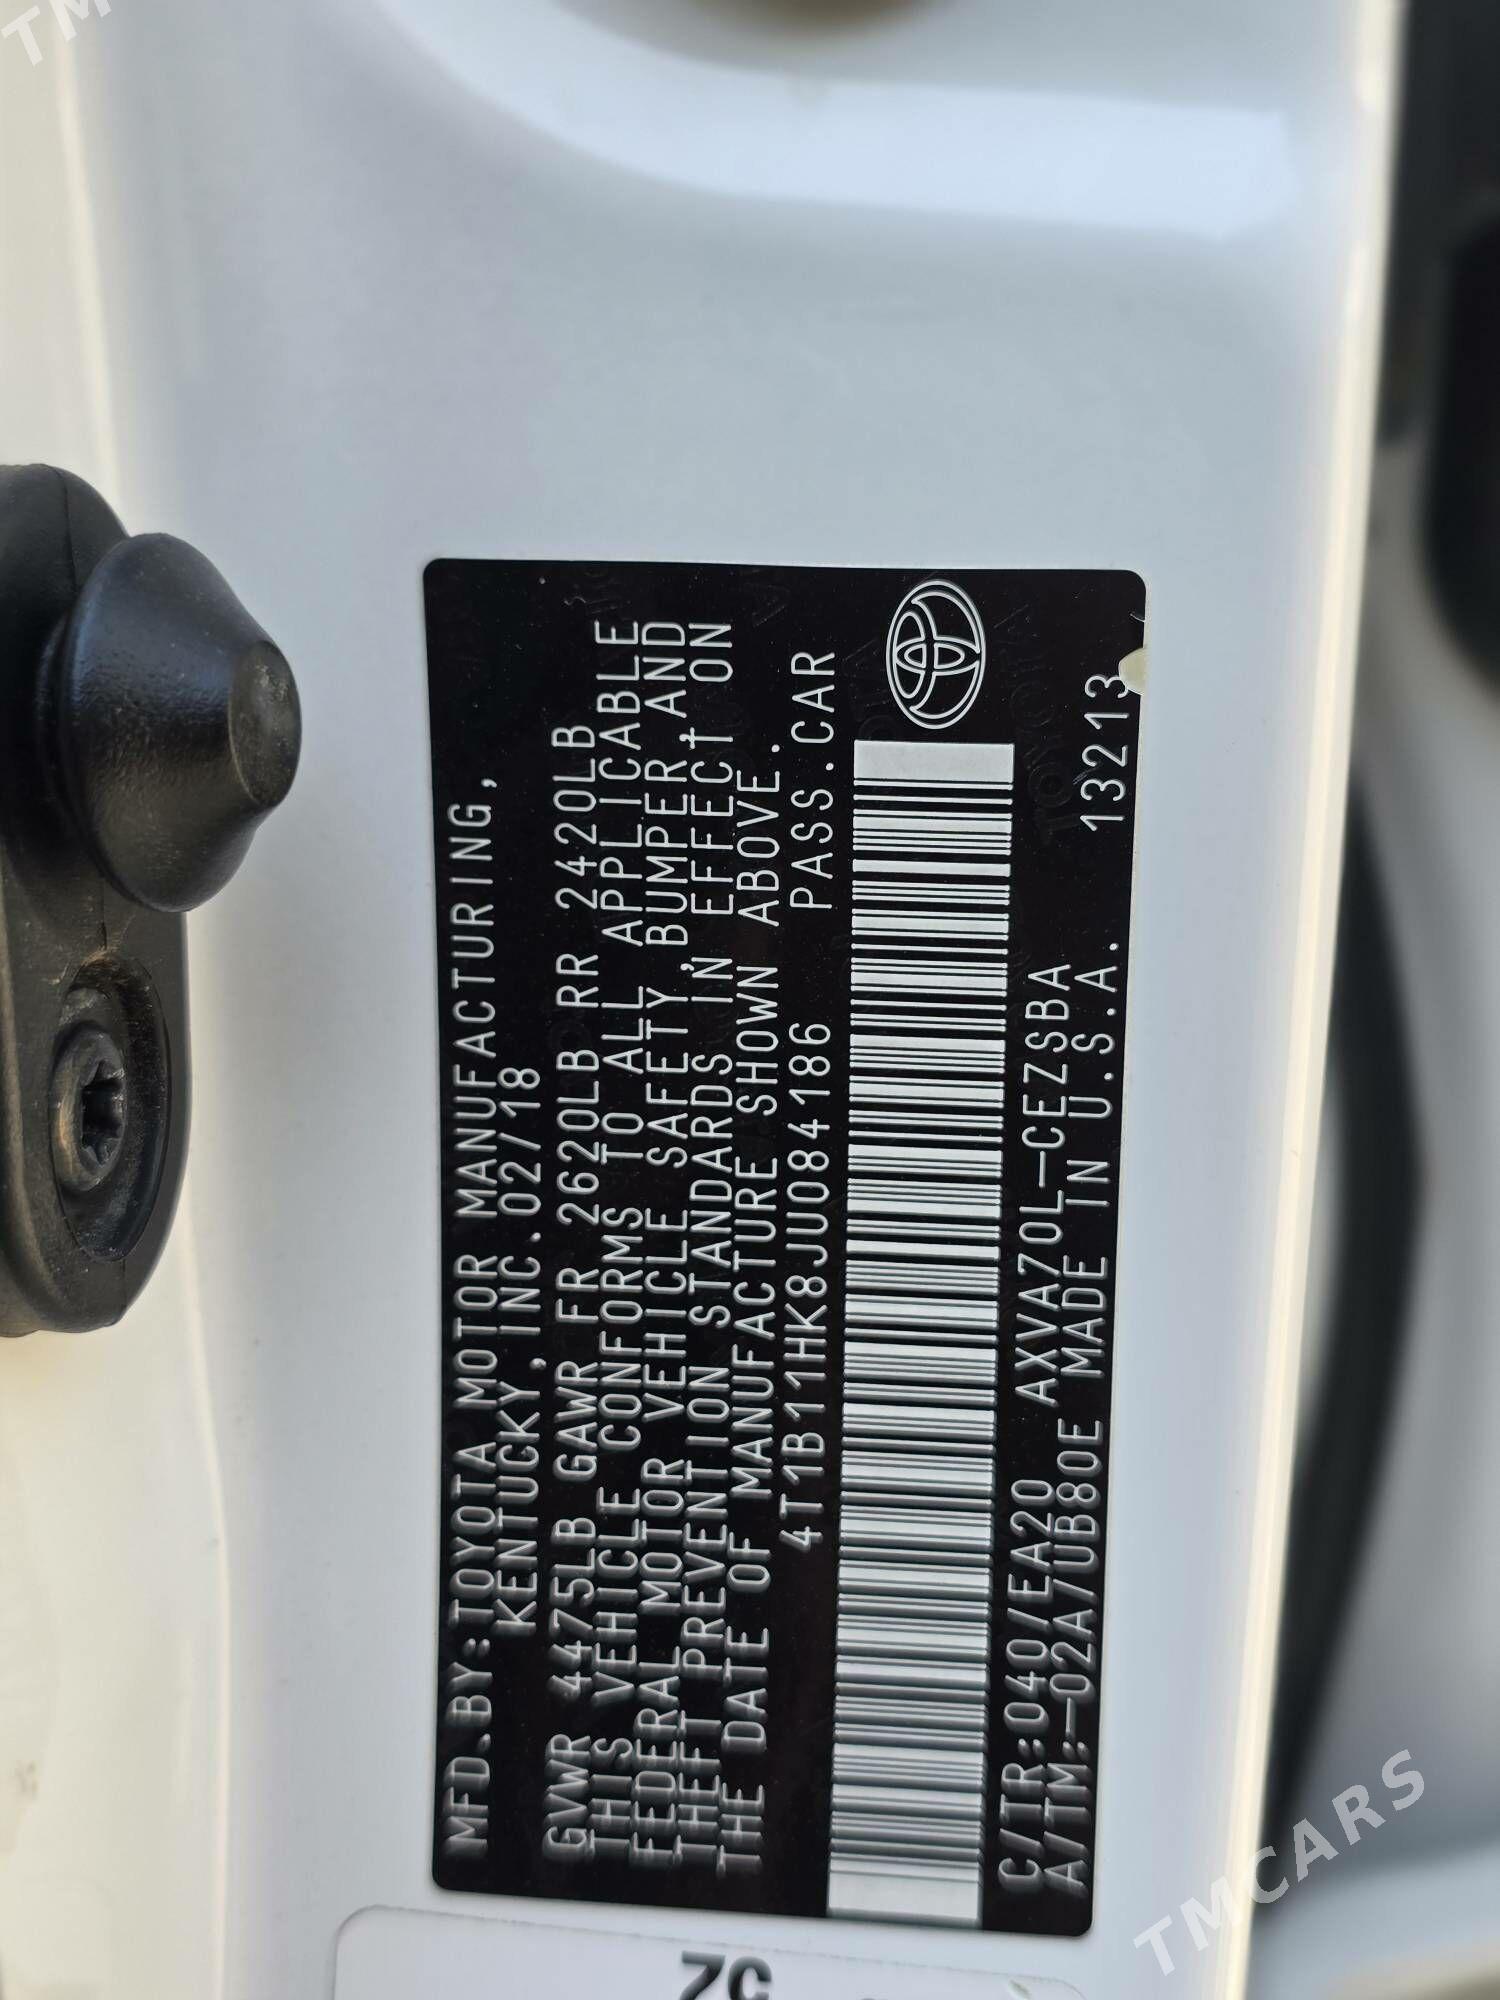 MFD.BY:TOYOTA MOTOR MANUFACTURING,
KENTUCKY,INC.02/18
GVWR 4475LB GAWR FR 2620LB RR 2420LB
THIS VEHICLE CONFORMS TO ALL APPLICABLE
FEDERAL MOTOR VEHICLE SAFETY,BUMPER,AND
THEFT PREVENTION STANDARDS IN EFFECT ON
THE DATE OF MANUFACTURE SHOWN ABOVE.
4T1B11HK8JU084186 PASS.CAR
C/TR:040/EA20 AXVA70L-CEZSBA
A/TM:-02A/UB80E MADE IN U.S.A. 13213
TMCARS